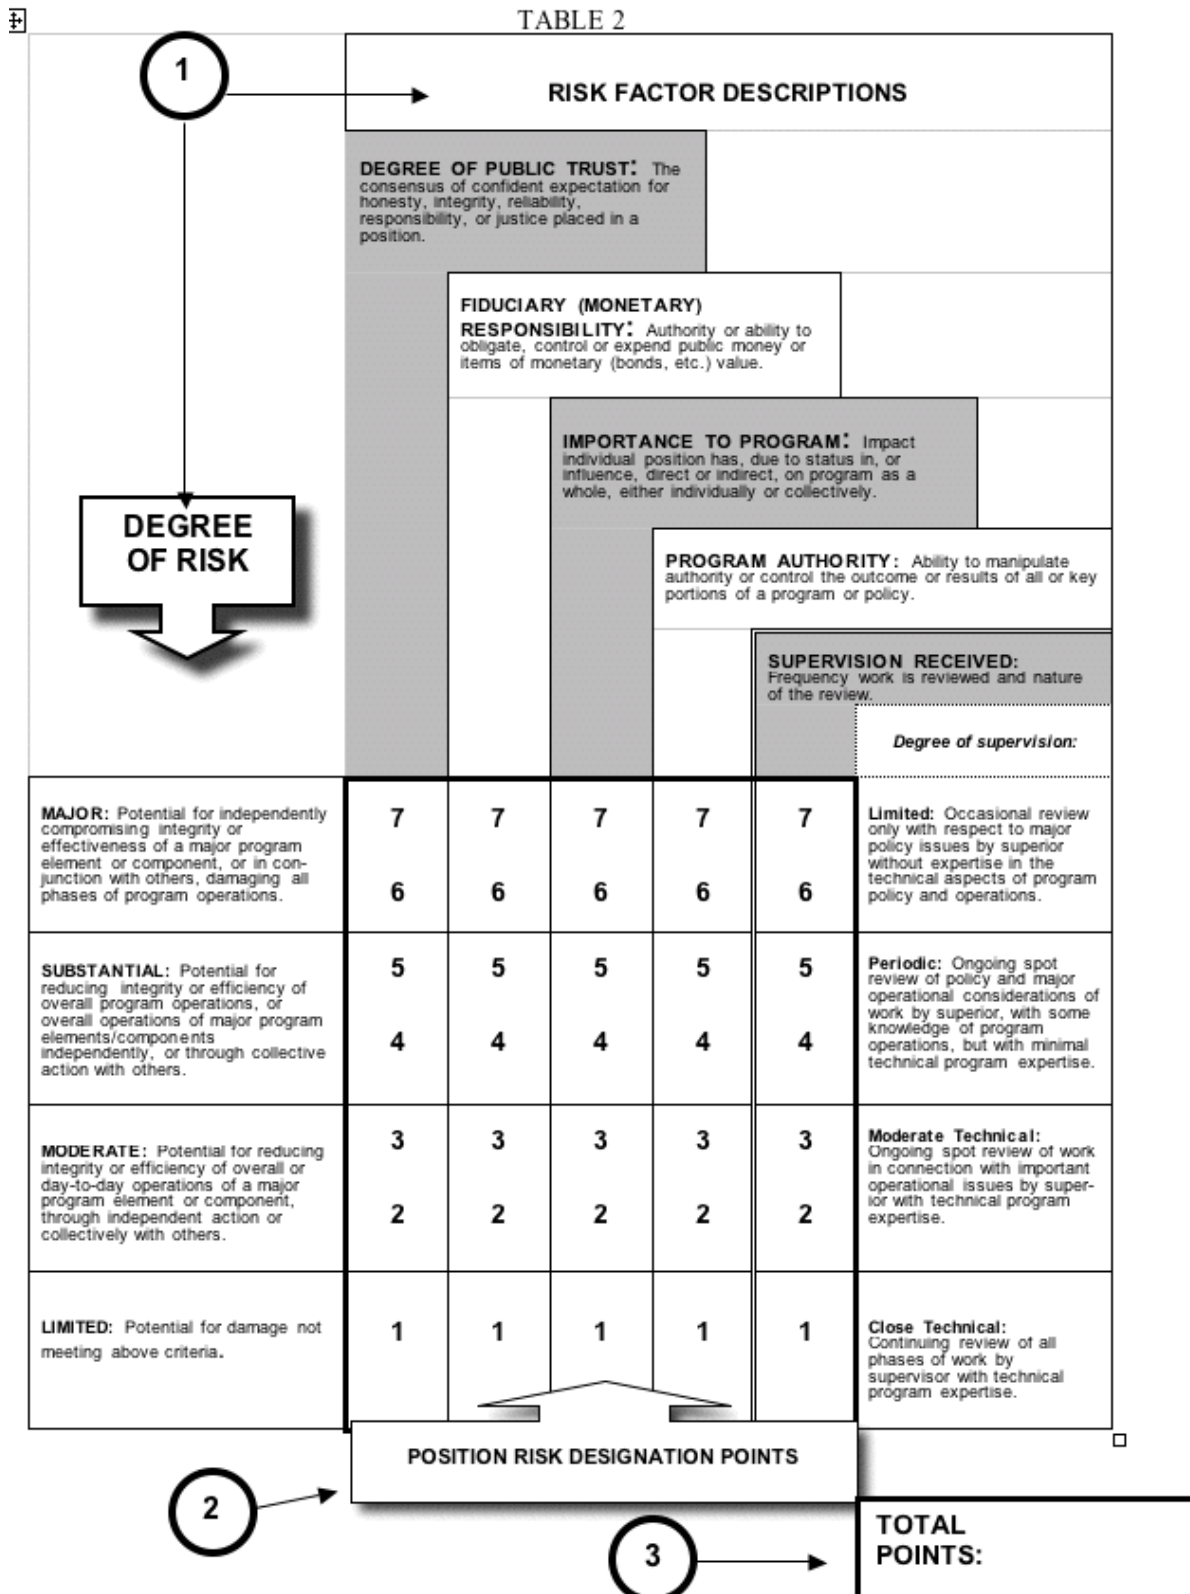 TABLE 2
1
RISK FACTOR DESCRIPTIONS
DEGREE OF PUBLIC TRUST: The
consensus of confident expectation for
honesty, integrity, reliability,
responsibility, or justice placed in a
position.
FIDUCIARY (MONETARY)
RESPONSIBILITY: Authority or ability to
obligate, control or expend public money or
items of monetary (bonds, etc.) value.
IMPORTANCE TO PROGRAM: Impact
individual position has, due to status in, or
influence, direct or indirect, on program as a
whole, either individually or collectively.
DEGREE
OF RISK
PROGRAM AUTHORITY: Ability to manipulate
authority or control the outcome or results of all or key
portions of a program or policy.
SUPERVISION RECEIVED:
Frequency work is reviewed and nature
of the review.
Degree of supervision:
MAJOR: Potential for independently
compromising integrity or
effectiveness of a major program
element or component, or in con-
junction with others, damaging all
phases of program operations.
7 7 7 7 7
6 6 6 6 6
Limited: Occasional review
only with respect to major
policy issues by superior
without expertise in the
technical aspects of program
policy and operations.
SUBSTANTIAL: Potential for
reducing integrity or efficiency of
overall program operations, or
overall operations of major program
elements/components
independently, or through collective
action with others.
5 5 5 5 5
4 4 4 4 4
Periodic: Ongoing spot
review of policy and major
operational considerations of
work by superior, with some
knowledge of program
operations, but with minimal
technical program expertise.
MODERATE: Potential for reducing
integrity or efficiency of overall or
day-to-day operations of a major
program element or component,
through independent action or
collectively with others.
3 3 3 3 3
2 2 2 2 2
Moderate Technical:
Ongoing spot review of work
in connection with important
operational issues by super-
ior with technical program
expertise.
LIMITED: Potential for damage not
meeting above criteria.
1 1 1 1 1
Close Technical:
Continuing review of all
phases of work by
supervisor with technical
program expertise.
POSITION RISK DESIGNATION POINTS
2
3
TOTAL
POINTS: